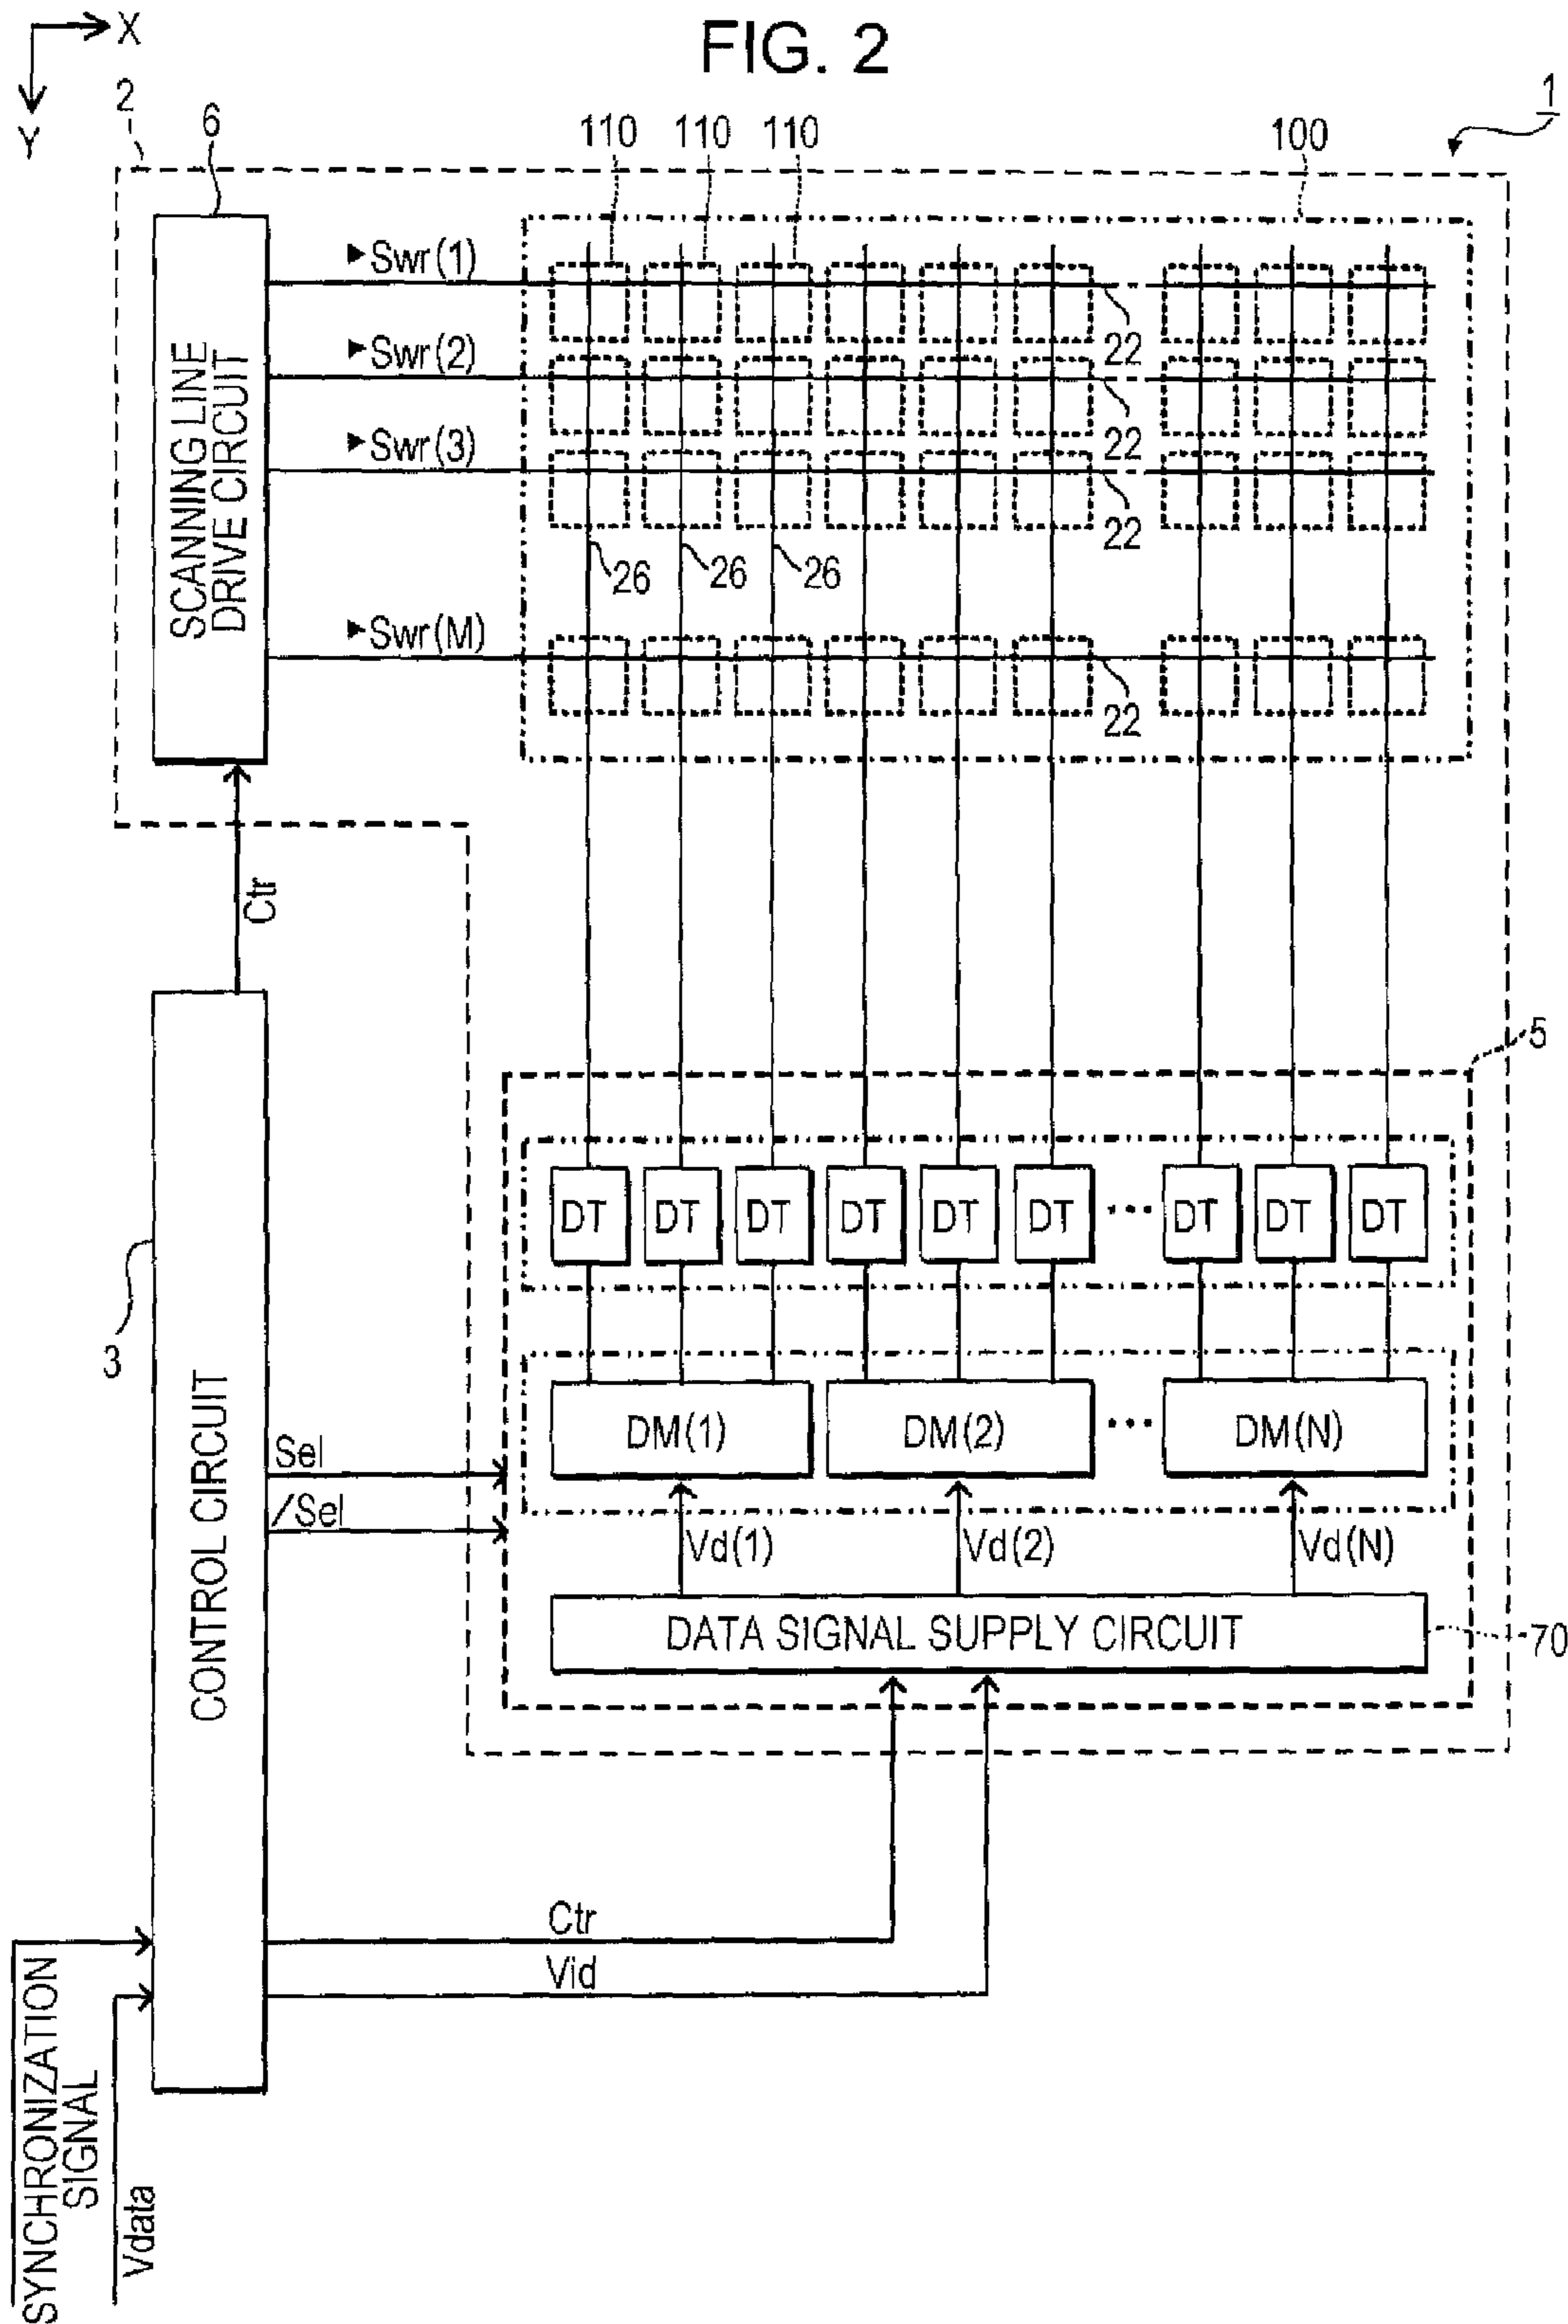 FIG. 2
X
Y
2
6
110
110
110
100
1
SCANNING LINE
DRIVE CIRCUIT
Swr(1)
22
Swr(2)
22
Swr(3)
22
26
26
26
Swr(M)
22
Ctr
5
3
CONTROL CIRCUIT
DT
DT
DT
DT
DT
DT
...
DT
DT
DT
DM(1)
DM(2)
...
DM(N)
Sel
/Sel
Vd(1)
Vd(2)
Vd(N)
DATA SIGNAL SUPPLY CIRCUIT
70
Ctr
Vid
SYNCHRONIZATION
SIGNAL
Vdata